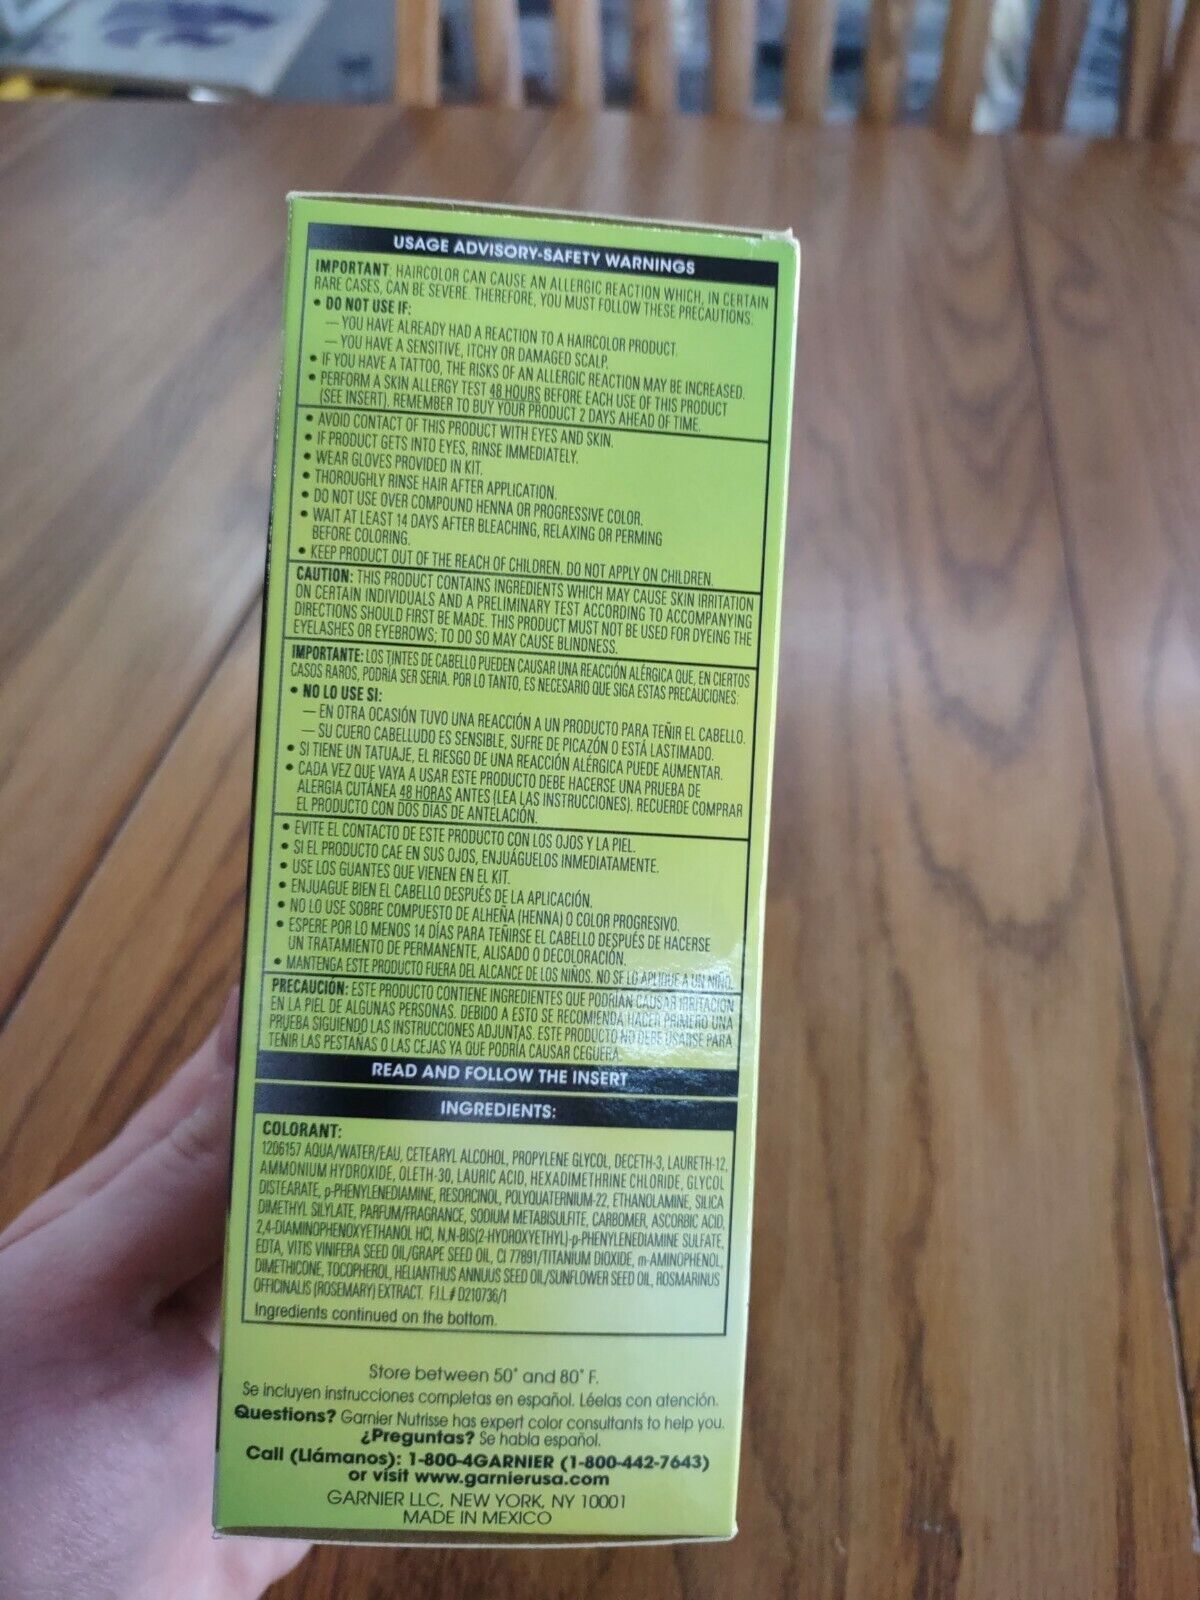 USAGE ADVISORY-SAFETY WARNINGS
IMPORTANT: HAIRCOLOR CAN CAUSE AN ALLERGIC REACTION WHICH, IN CERTAIN
RARE CASES, CAN BE SEVERE. THEREFORE, YOU MUST FOLLOW THESE PRECAUTIONS:
• DO NOT USE IF:
— YOU HAVE ALREADY HAD A REACTION TO A HAIRCOLOR PRODUCT.
— YOU HAVE A SENSITIVE, ITCHY OR DAMAGED SCALP.
• IF YOU HAVE A TATTOO, THE RISKS OF AN ALLERGIC REACTION MAY BE INCREASED.
• PERFORM A SKIN ALLERGY TEST 48 HOURS BEFORE EACH USE OF THIS PRODUCT
(SEE INSERT). REMEMBER TO BUY YOUR PRODUCT 2 DAYS AHEAD OF TIME.
• AVOID CONTACT OF THIS PRODUCT WITH EYES AND SKIN.
• IF PRODUCT GETS INTO EYES, RINSE IMMEDIATELY.
• WEAR GLOVES PROVIDED IN KIT.
• THOROUGHLY RINSE HAIR AFTER APPLICATION.
• DO NOT USE OVER COMPOUND HENNA OR PROGRESSIVE COLOR.
• WAIT AT LEAST 14 DAYS AFTER BLEACHING, RELAXING OR PERMING
BEFORE COLORING.
• KEEP PRODUCT OUT OF THE REACH OF CHILDREN. DO NOT APPLY ON CHILDREN.
CAUTION: THIS PRODUCT CONTAINS INGREDIENTS WHICH MAY CAUSE SKIN IRRITATION
ON CERTAIN INDIVIDUALS AND A PRELIMINARY TEST ACCORDING TO ACCOMPANYING
DIRECTIONS SHOULD FIRST BE MADE. THIS PRODUCT MUST NOT BE USED FOR DYEING THE
EYELASHES OR EYEBROWS; TO DO SO MAY CAUSE BLINDNESS.
IMPORTANTE: LOS TINTES DE CABELLO PUEDEN CAUSAR UNA REACCIÓN ALÉRGICA QUE, EN CIERTOS
CASOS RAROS, PODRÍA SER SERIA. POR LO TANTO, ES NECESARIO QUE SIGA ESTAS PRECAUCIONES:
• NO LO USE SI:
— EN OTRA OCASIÓN TUVO UNA REACCIÓN A UN PRODUCTO PARA TEÑIR EL CABELLO.
— SU CUERO CABELLUDO ES SENSIBLE, SUFRE DE PICAZÓN O ESTÁ LASTIMADO.
• SI TIENE UN TATUAJE, EL RIESGO DE UNA REACCIÓN ALÉRGICA PUEDE AUMENTAR.
• CADA VEZ QUE VAYA A USAR ESTE PRODUCTO DEBE HACERSE UNA PRUEBA DE
ALERGIA CUTÁNEA 48 HORAS ANTES (LEA LAS INSTRUCCIONES). RECUERDE COMPRAR
EL PRODUCTO CON DOS DÍAS DE ANTELACIÓN.
• EVITE EL CONTACTO DE ESTE PRODUCTO CON LOS OJOS Y LA PIEL.
• SI EL PRODUCTO CAE EN SUS OJOS, ENJUÁGUELOS INMEDIATAMENTE.
• USE LOS GUANTES QUE VIENEN EN EL KIT.
• ENJUAGUE BIEN EL CABELLO DESPUÉS DE LA APLICACIÓN.
• NO LO USE SOBRE COMPUESTO DE ALHEÑA (HENNA) O COLOR PROGRESIVO.
• ESPERE POR LO MENOS 14 DÍAS PARA TEÑIRSE EL CABELLO DESPUÉS DE HACERSE
UN TRATAMIENTO DE PERMANENTE, ALISADO O DECOLORACIÓN.
• MANTENGA ESTE PRODUCTO FUERA DEL ALCANCE DE LOS NIÑOS. NO SE LO APLIQUE A UN NIÑO.
PRECAUCIÓN: ESTE PRODUCTO CONTIENE INGREDIENTES QUE PODRÍAN CAUSAR IRRITACIÓN
EN LA PIEL DE ALGUNAS PERSONAS. DEBIDO A ESTO SE RECOMIENDA HACER PRIMERO UNA
PRUEBA SIGUIENDO LAS INSTRUCCIONES ADJUNTAS. ESTE PRODUCTO NO DEBE USARSE PARA
TEÑIR LAS PESTAÑAS O LAS CEJAS YA QUE PODRÍA CAUSAR CEGUERA.
READ AND FOLLOW THE INSERT
INGREDIENTS:
COLORANT:
1206157 AQUA/WATER/EAU, CETEARYL ALCOHOL, PROPYLENE GLYCOL, DECETH-3, LAURETH-12,
AMMONIUM HYDROXIDE, OLETH-30, LAURIC ACID, HEXADIMETHRINE CHLORIDE, GLYCOL
DISTEARATE, p-PHENYLENEDIAMINE, RESORCINOL, POLYQUATERNIUM-22, ETHANOLAMINE, SILICA
DIMETHYL SILYLATE, PARFUM/FRAGRANCE, SODIUM METABISULFITE, CARBOMER, ASCORBIC ACID,
2,4-DIAMINOPHENOXYETHANOL HCl, N,N-BIS(2-HYDROXYETHYL)-p-PHENYLENEDIAMINE SULFATE,
EDTA, VITIS VINIFERA SEED OIL/GRAPE SEED OIL, CI 77891/TITANIUM DIOXIDE, m-AMINOPHENOL,
DIMETHICONE, TOCOPHEROL, HELIANTHUS ANNUUS SEED OIL/SUNFLOWER SEED OIL, ROSMARINUS
OFFICINALIS (ROSEMARY) EXTRACT. F.I.L.# D210736/1
Ingredients continued on the bottom.
Store between 50° and 80° F.
Se incluyen instrucciones completas en español. Léelas con atención.
Questions? Garnier Nutrisse has expert color consultants to help you.
¿Preguntas? Se habla español.
Call (Llámanos): 1-800-4GARNIER (1-800-442-7643)
or visit www.garnierusa.com
GARNIER LLC, NEW YORK, NY 10001
MADE IN MEXICO